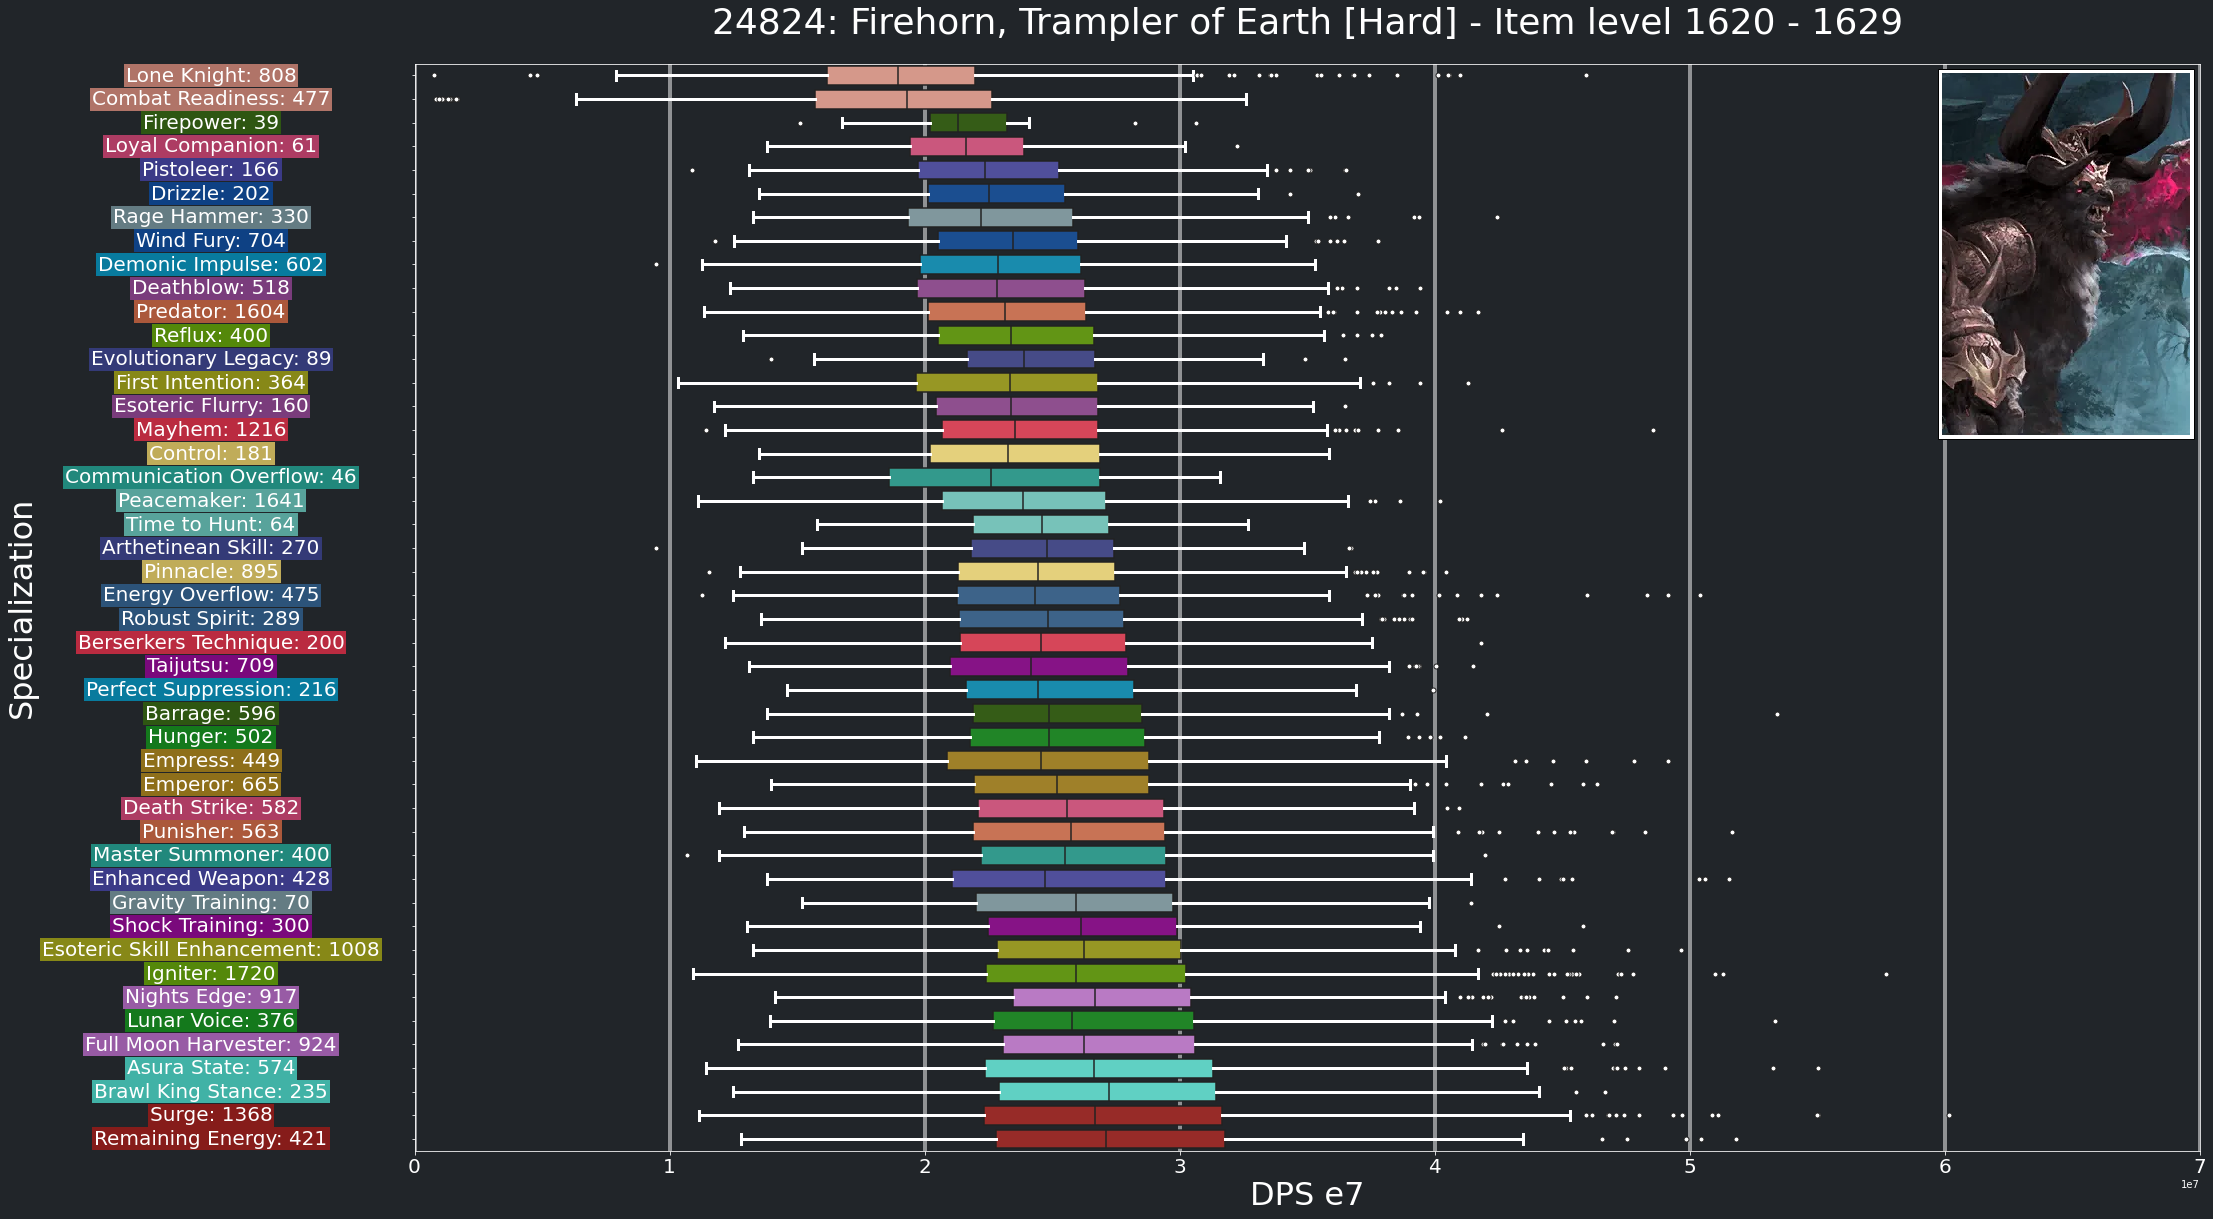 24824: Firehorn, Trampler of Earth [Hard] - Item level 1620 - 1629
Specialization
Lone Knight: 808
Combat Readiness: 477
Firepower: 39
Loyal Companion: 61
Pistoleer: 166
Drizzle: 202
Rage Hammer: 330
Wind Fury: 704
Demonic Impulse: 602
Deathblow: 518
Predator: 1604
Reflux: 400
Evolutionary Legacy: 89
First Intention: 364
Esoteric Flurry: 160
Mayhem: 1216
Control: 181
Communication Overflow: 46
Peacemaker: 1641
Time to Hunt: 64
Arthetinean Skill: 270
Pinnacle: 895
Energy Overflow: 475
Robust Spirit: 289
Berserkers Technique: 200
Taijutsu: 709
Perfect Suppression: 216
Barrage: 596
Hunger: 502
Empress: 449
Emperor: 665
Death Strike: 582
Punisher: 563
Master Summoner: 400
Enhanced Weapon: 428
Gravity Training: 70
Shock Training: 300
Esoteric Skill Enhancement: 1008
Igniter: 1720
Nights Edge: 917
Lunar Voice: 376
Full Moon Harvester: 924
Asura State: 574
Brawl King Stance: 235
Surge: 1368
Remaining Energy: 421
0 1 2 3 4 5 6 7
DPS e7
1e7